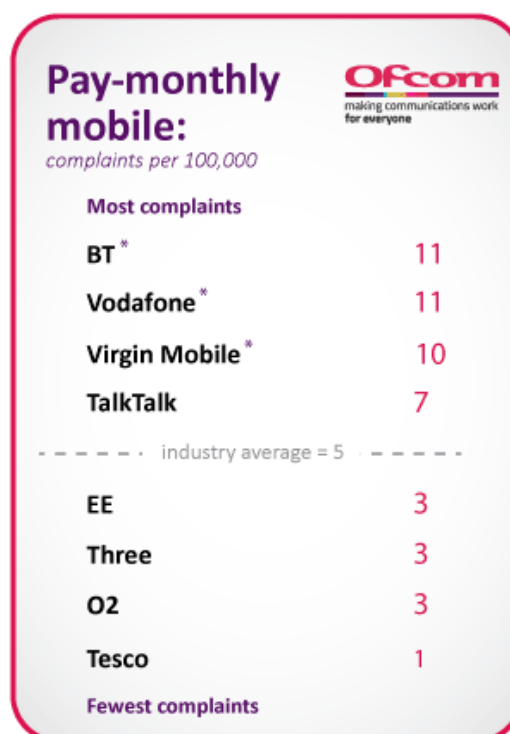 Pay-monthly
mobile:
complaints per 100,000
Ofcom
making communications work
for everyone
Most complaints
BT * 11
Vodafone * 11
Virgin Mobile * 10
TalkTalk 7
industry average = 5
EE 3
Three 3
O2 3
Tesco 1
Fewest complaints